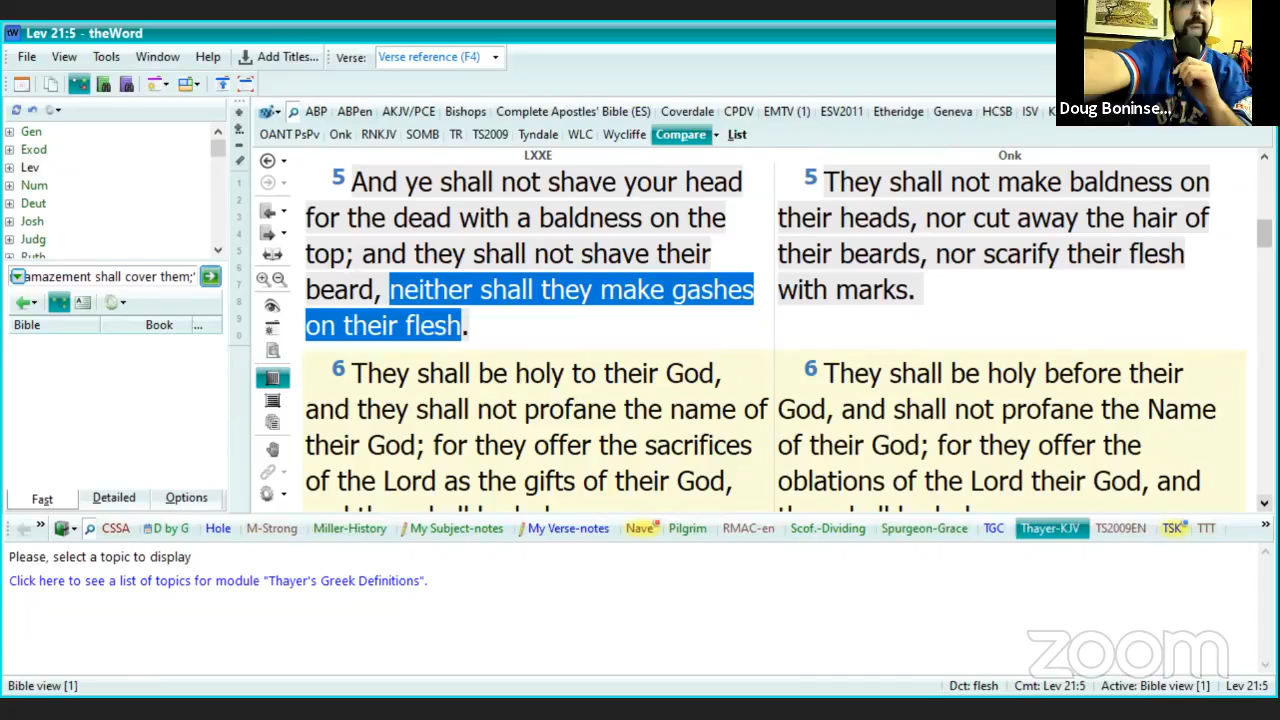 Lev 21:5 - theWord
File View Tools Window Help Add Titles... Verse: Verse reference (F4)
Doug Boninse...
Gen
Exod
Lev
Num
Deut
Josh
Judg
Ruth
amazement shall cover them;'
Bible Book ...
Fast Detailed Options
1
2
3
4
5
6
7
8
9
0
ABP ABPen AKJV/PCE Bishops Complete Apostles' Bible (ES) Coverdale CPDV EMTV (1) ESV2011 Etheridge Geneva HCSB ISV
OANT PsPv Onk RNKJV SOMB TR TS2009 Tyndale WLC Wycliffe Compare List
LXXE
5 And ye shall not shave your head
for the dead with a baldness on the
top; and they shall not shave their
beard, neither shall they make gashes
on their flesh.
6 They shall be holy to their God,
and they shall not profane the name of
their God; for they offer the sacrifices
of the Lord as the gifts of their God,
Onk
5 They shall not make baldness on
their heads, nor cut away the hair of
their beards, nor scarify their flesh
with marks.
6 They shall be holy before their
God, and shall not profane the Name
of their God; for they offer the
oblations of the Lord their God, and
CSSA D by G Hole M-Strong Miller-History My Subject-notes My Verse-notes Nave Pilgrim RMAC-en Scof.-Dividing Spurgeon-Grace TGC Thayer-KJV TS2009EN TSK TTT
Please, select a topic to display
Click here to see a list of topics for module "Thayer's Greek Definitions".
zoom
Bible view [1] Dct: flesh Cmt: Lev 21:5 Active: Bible view [1] Lev 21:5